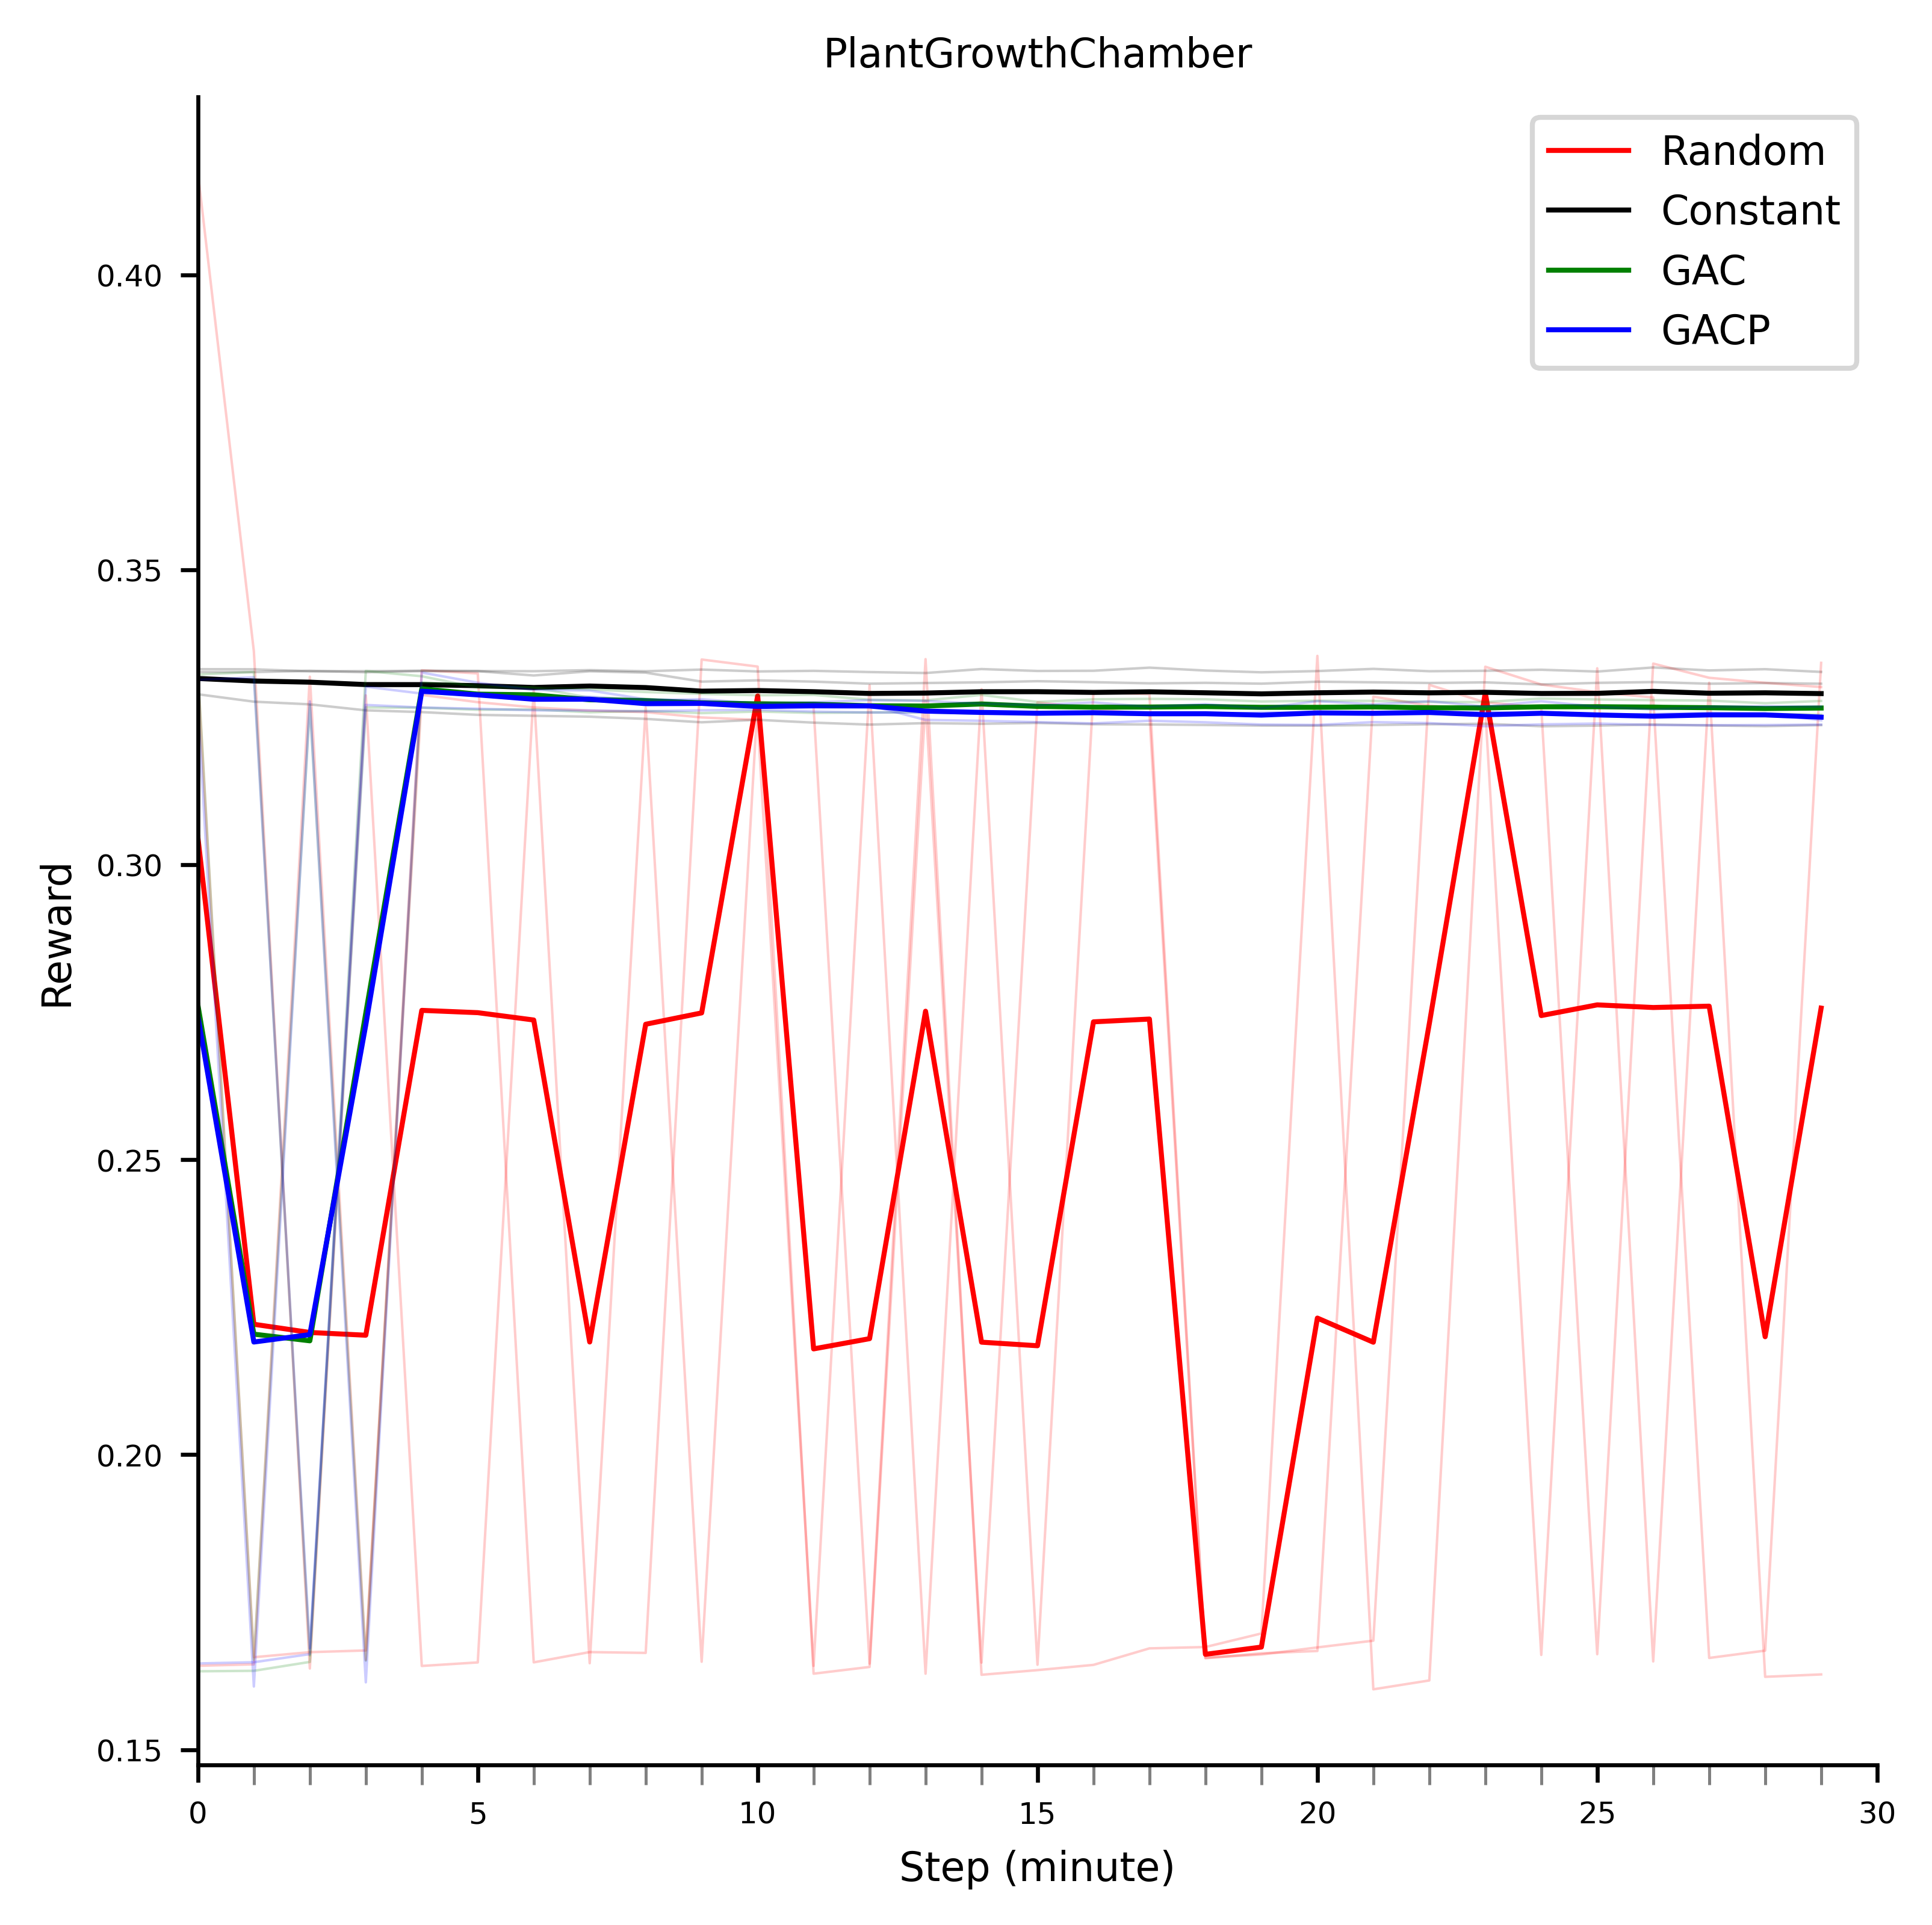 PlantGrowthChamber
Random
Constant
GAC
GACP
Reward
0.40
0.35
0.30
0.25
0.20
0.15
0 5 10 15 20 25 30
Step (minute)